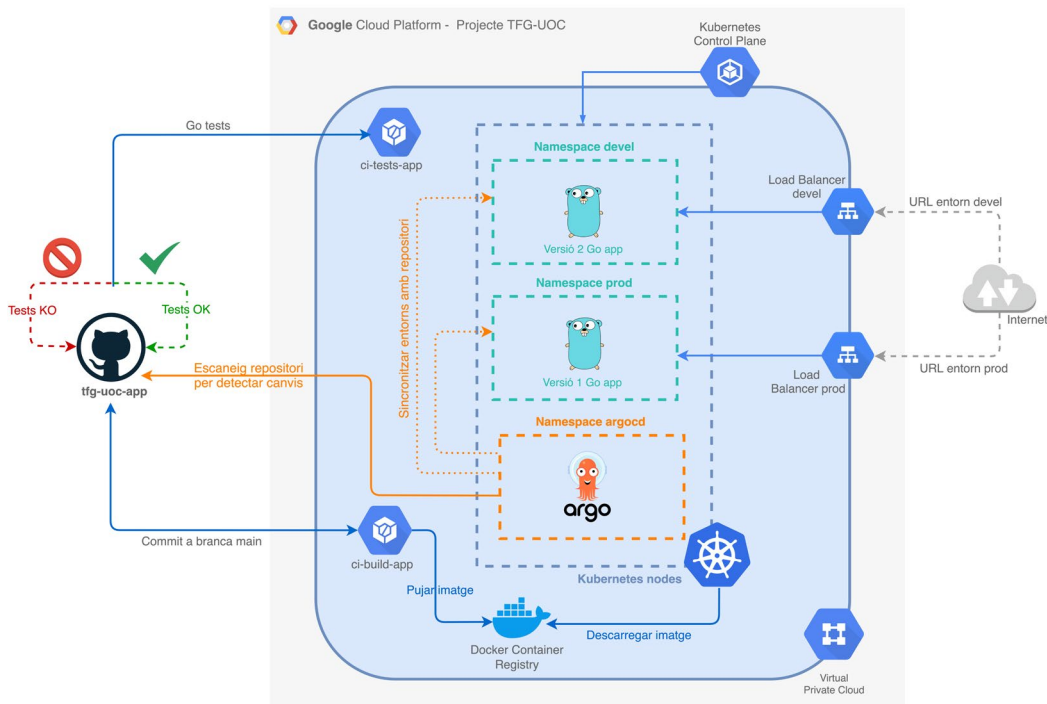 Google Cloud Platform - Projecte TFG-UOC
Kubernetes
Control Plane
Go tests
ci-tests-app
Namespace devel
Versió 2 Go app
Load Balancer
devel
URL entorn devel
Sincronitzar entorns amb repositori
Namespace prod
Versió 1 Go app
Tests KO
Tests OK
tfg-uoc-app
Escaneig repositori
per detectar canvis
Internet
Load
Balancer prod
URL entorn prod
Namespace argocd
argo
Commit a branca main
ci-build-app
Kubernetes nodes
Pujar imatge
Descarregar imatge
Docker Container
Registry
Virtual
Private Cloud